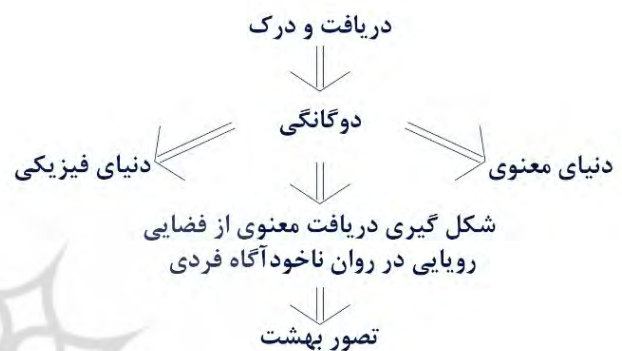 دریافت و درک
دوگانگی
دنیای معنوی
دنیای فیزیکی
شکل گیری دریافت معنوی از فضایی
رویایی در روان ناخودآگاه فردی
تصور بهشت